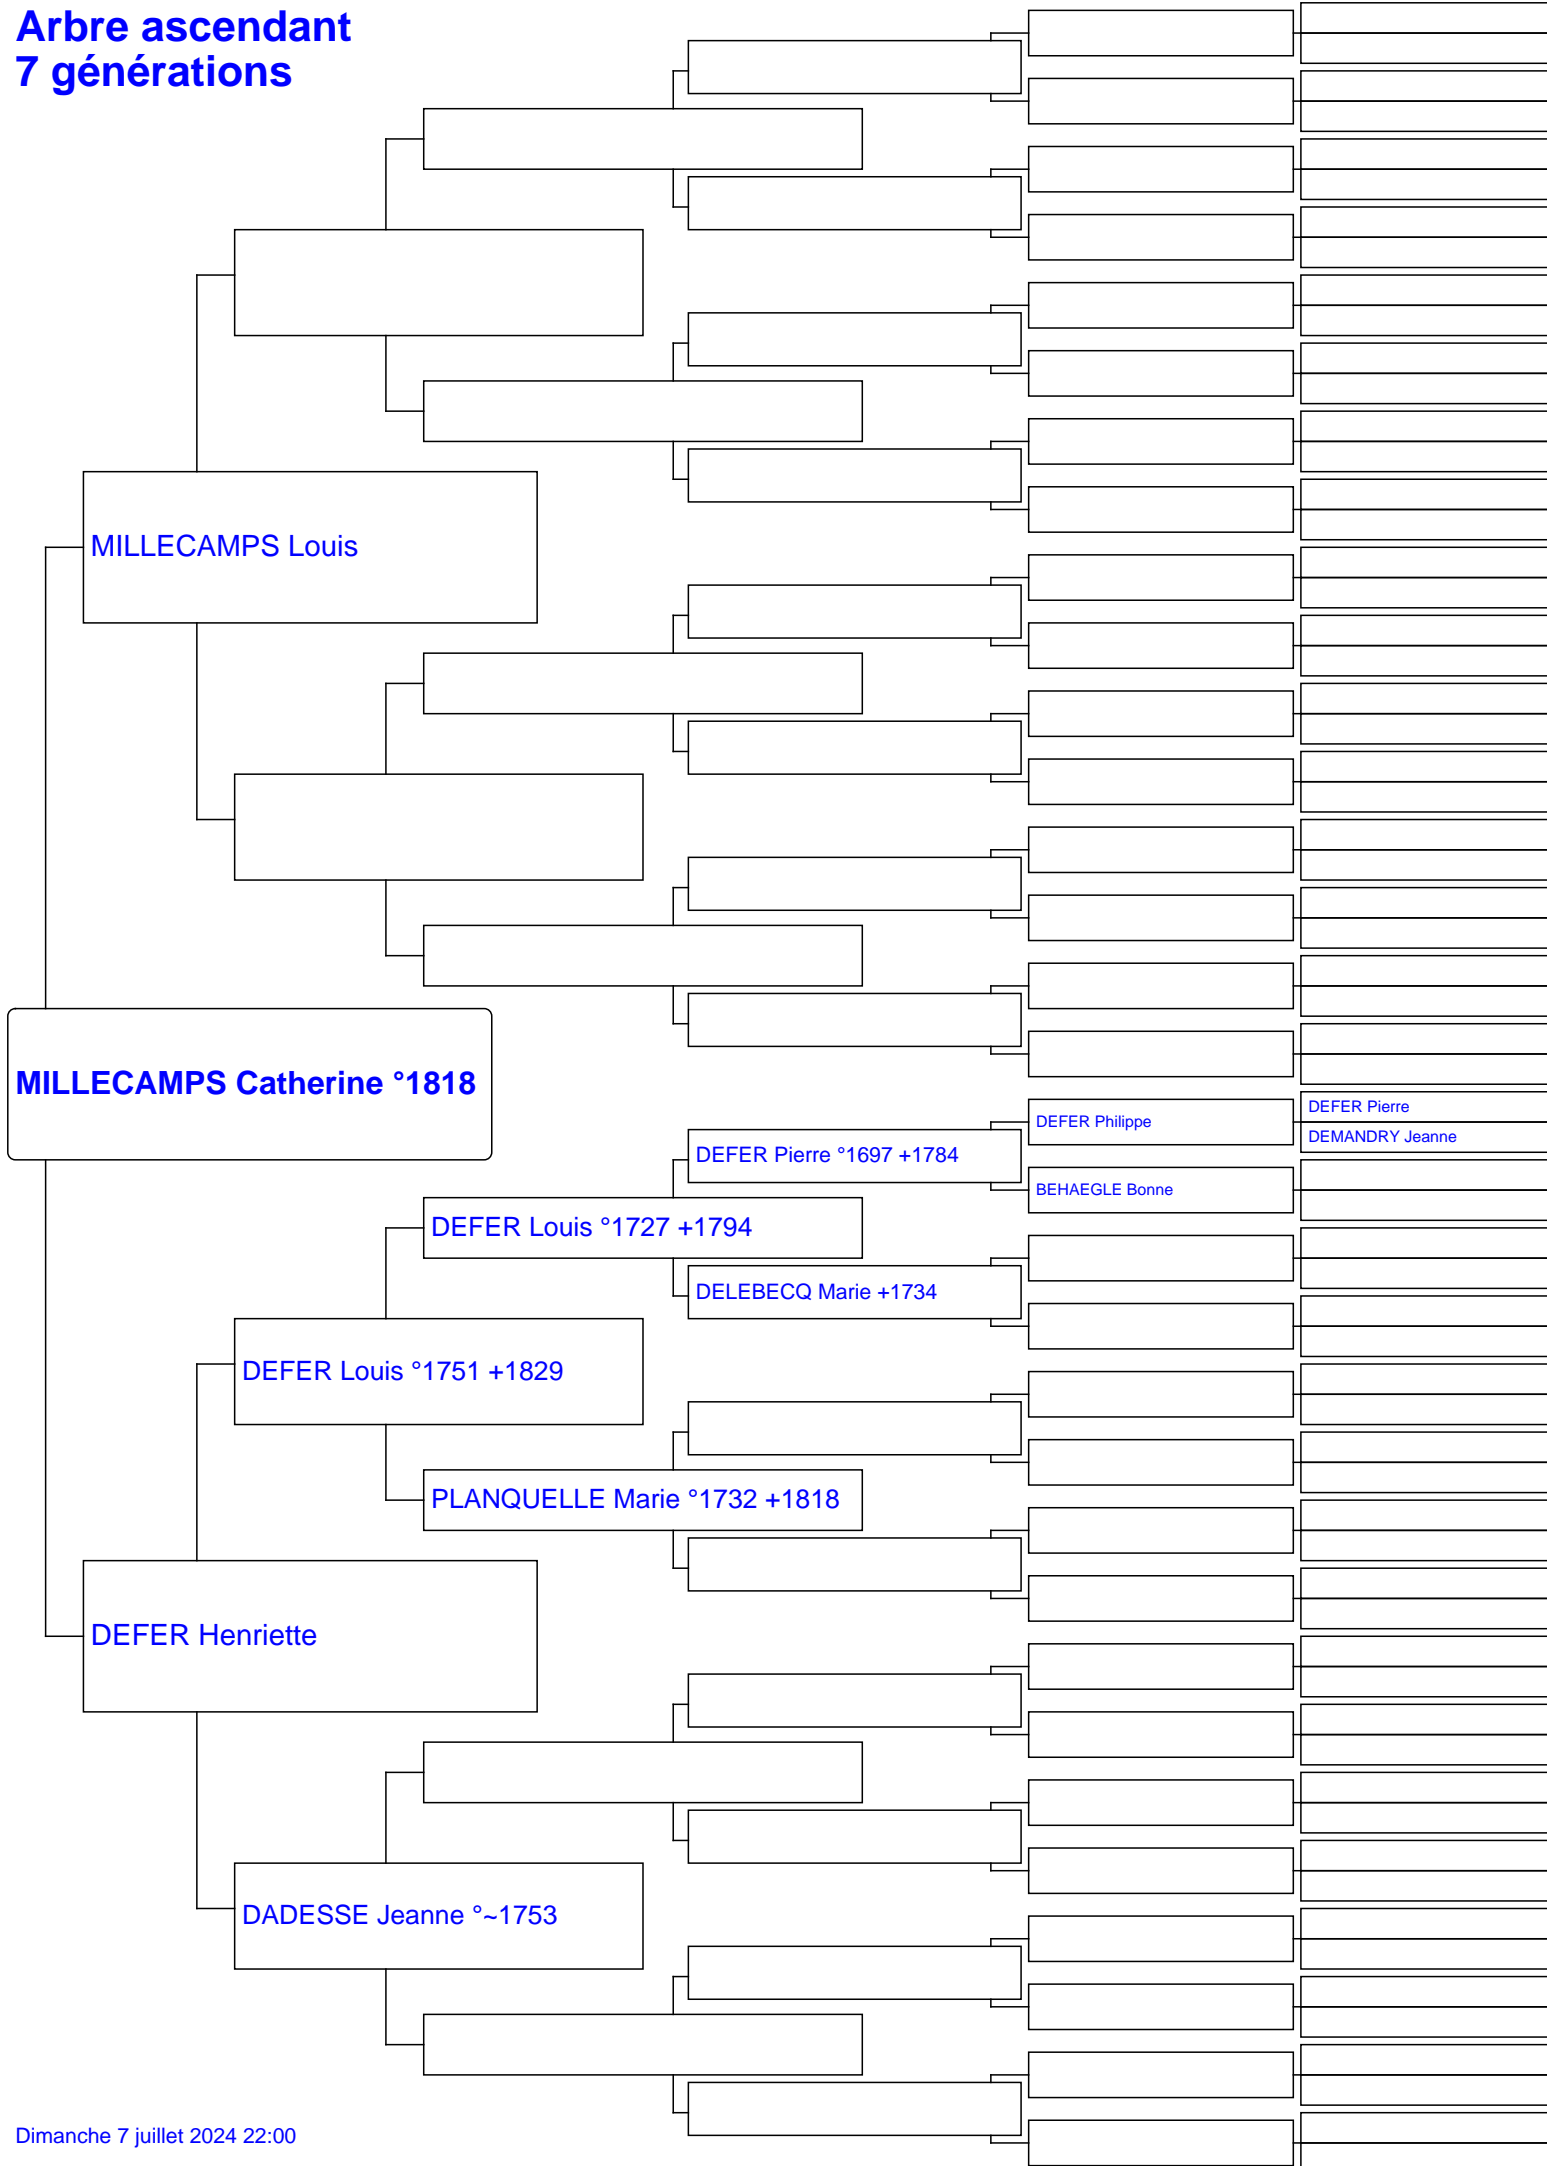 Arbre ascendant
7 générations
MILLECAMPS Louis
MILLECAMPS Catherine °1818
DEFER Philippe
DEFER Pierre
DEMANDRY Jeanne
DEFER Pierre °1697 +1784
BEHAEGLE Bonne
DEFER Louis °1727 +1794
DELEBECQ Marie +1734
DEFER Louis °1751 +1829
PLANQUELLE Marie °1732 +1818
DEFER Henriette
DADESSE Jeanne °~1753
Dimanche 7 juillet 2024 22:00